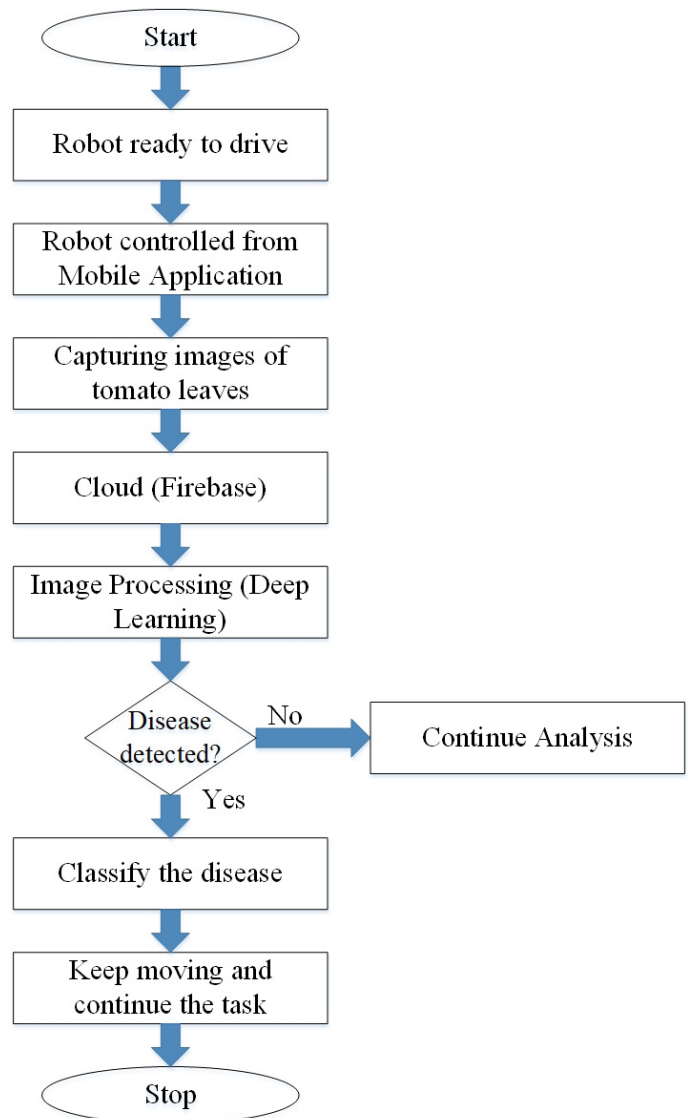 Start
Robot ready to drive
Robot controlled from
Mobile Application
Capturing images of
tomato leaves
Cloud (Firebase)
Image Processing (Deep
Learning)
Disease
detected?
No
Continue Analysis
Yes
Classify the disease
Keep moving and
continue the task
Stop